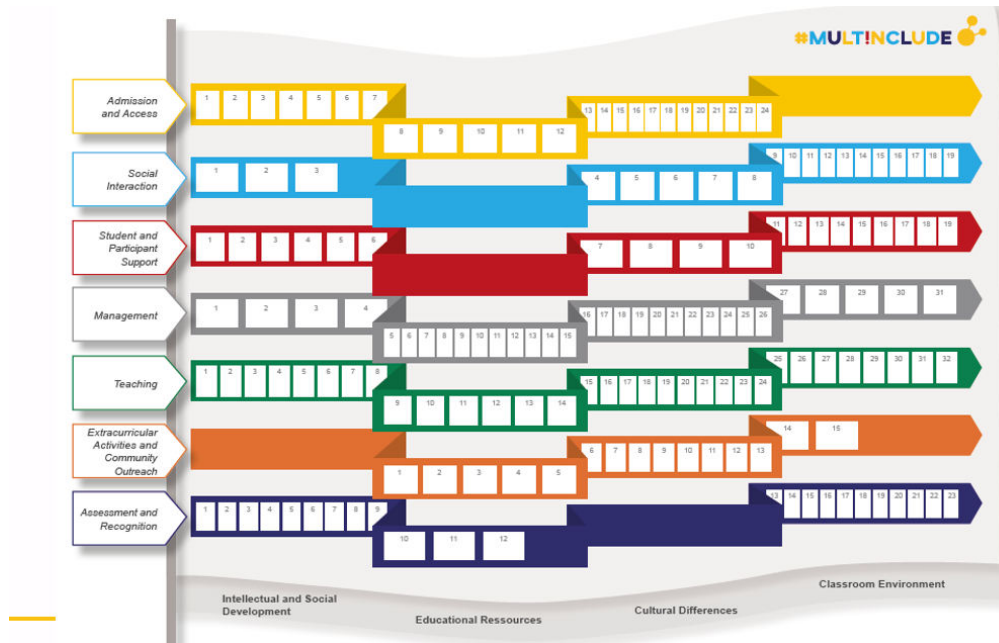 #MULT!NCLUDE
Admission
and Access
1 2 3 4 5 6 7
8 9 10 11 12
13 14 15 16 17 18 19 20 21 22 23 24
Social
Interaction
1 2 3
4 5 6 7 8
9 10 11 12 13 14 15 16 17 18 19
Student and
Participant
Support
1 2 3 4 5 6
7 8 9 10
11 12 13 14 15 16 17 18 19
Management
1 2 3 4
5 6 7 8 9 10 11 12 13 14 15
16 17 18 19 20 21 22 23 24 25 26
27 28 29 30 31
Teaching
1 2 3 4 5 6 7 8
9 10 11 12 13 14
15 16 17 18 19 20 21 22 23 24
25 26 27 28 29 30 31 32
Extracurricular
Activities and
Community
Outreach
1 2 3 4 5
6 7 8 9 10 11 12 13
14 15
Assessment and
Recognition
1 2 3 4 5 6 7 8 9
10 11 12
13 14 15 16 17 18 19 20 21 22 23
Intellectual and Social
Development
Educational Ressources
Cultural Differences
Classroom Environment